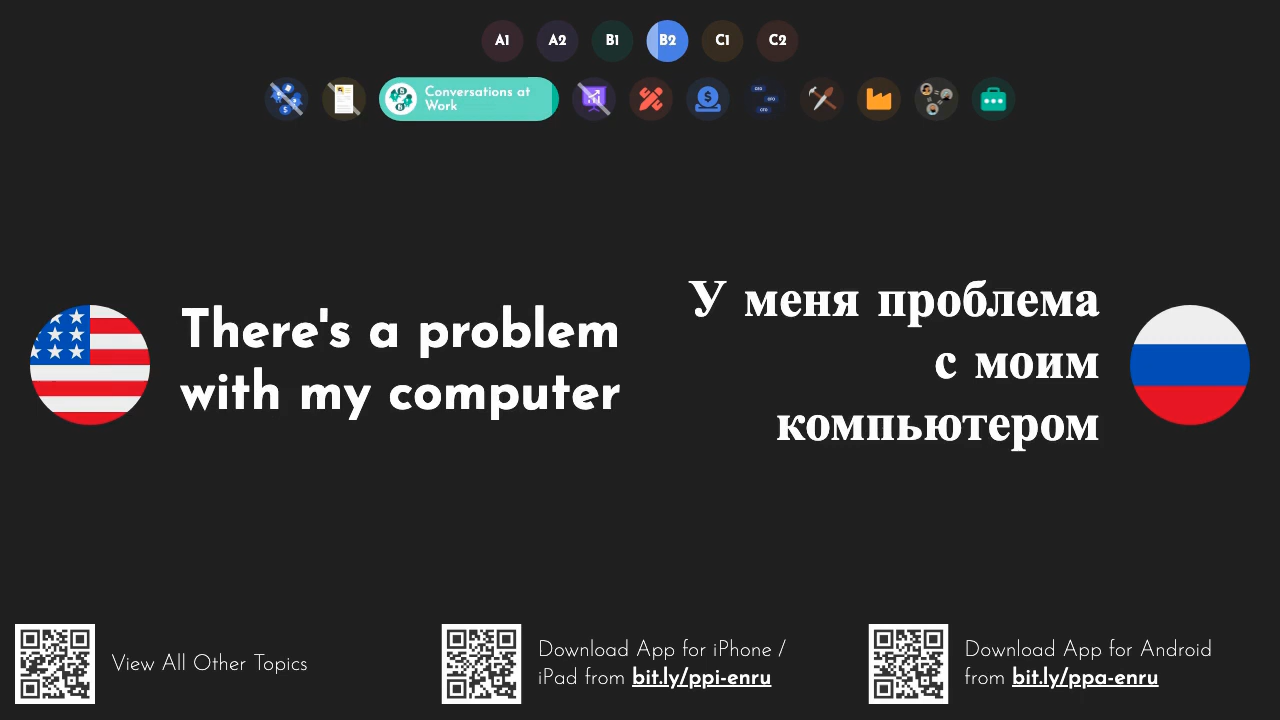 A1 A2 B1 B2 C1 C2
Conversations at
Work
There's a problem
with my computer
У меня проблема
с моим
компьютером
View All Other Topics
Download App for iPhone /
iPad from bit.ly/ppi-enru
Download App for Android
from bit.ly/ppa-enru